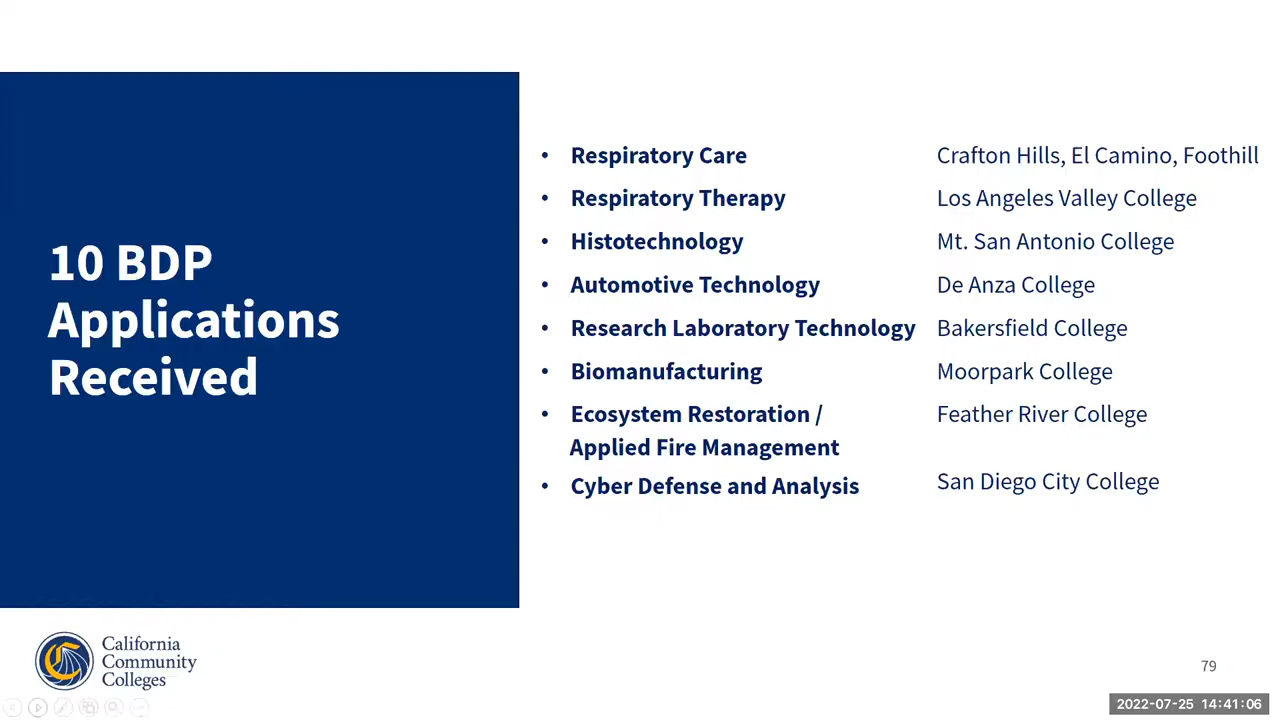 10 BDP
Applications
Received
• Respiratory Care Crafton Hills, El Camino, Foothill
• Respiratory Therapy Los Angeles Valley College
• Histotechnology Mt. San Antonio College
• Automotive Technology De Anza College
• Research Laboratory Technology Bakersfield College
• Biomanufacturing Moorpark College
• Ecosystem Restoration / Feather River College
Applied Fire Management
• Cyber Defense and Analysis San Diego City College
California
Community
Colleges
79
2022-07-25 14:41:06